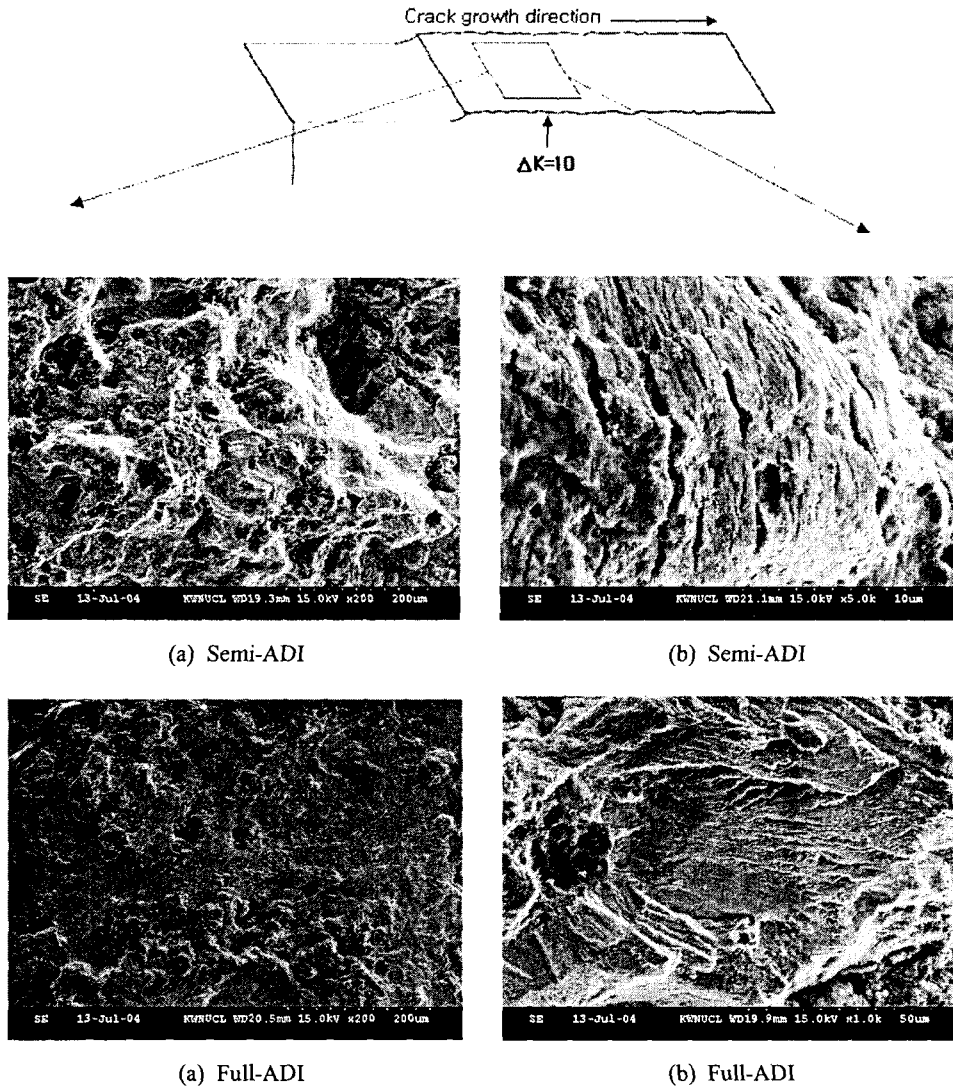 Crack growth direction
ΔK=10
SE 13-Jul-04 KWNUCL WD19.3mm 15.0kV x200 200um
SE 13-Jul-04 KWNUCL WD21.1mm 15.0kV x5.0k 10um
(a) Semi-ADI
(b) Semi-ADI
SE 13-Jul-04 KWNUCL WD20.5mm 15.0kV x200 200um
SE 13-Jul-04 KWNUCL WD19.9mm 15.0kV x1.0k 50um
(a) Full-ADI
(b) Full-ADI